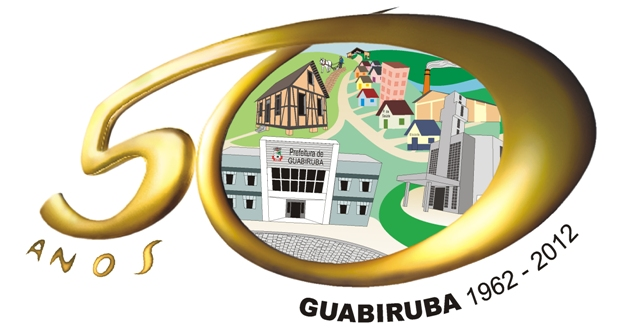 50
ANOS
Prefeitura de
GUABIRUBA
GUABIRUBA 1962 - 2012